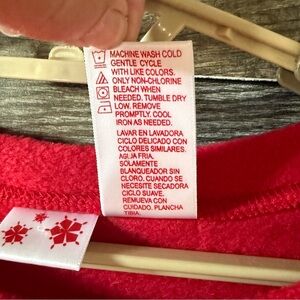 MACHINE WASH COLD
GENTLE CYCLE
WITH LIKE COLORS.
ONLY NON-CHLORINE
BLEACH WHEN
NEEDED. TUMBLE DRY
LOW. REMOVE
PROMPTLY. COOL
IRON AS NEEDED.
LAVAR EN LAVADORA
CICLO DELICADO CON
COLORES SIMILARES.
AGUA FRIA.
SOLAMENTE
BLANQUEADOR SIN
CLORO. CUANDO SE
NECESITE SECADORA
CICLO SUAVE.
REMUEVA CON
CUIDADO. PLANCHA
TIBIA.